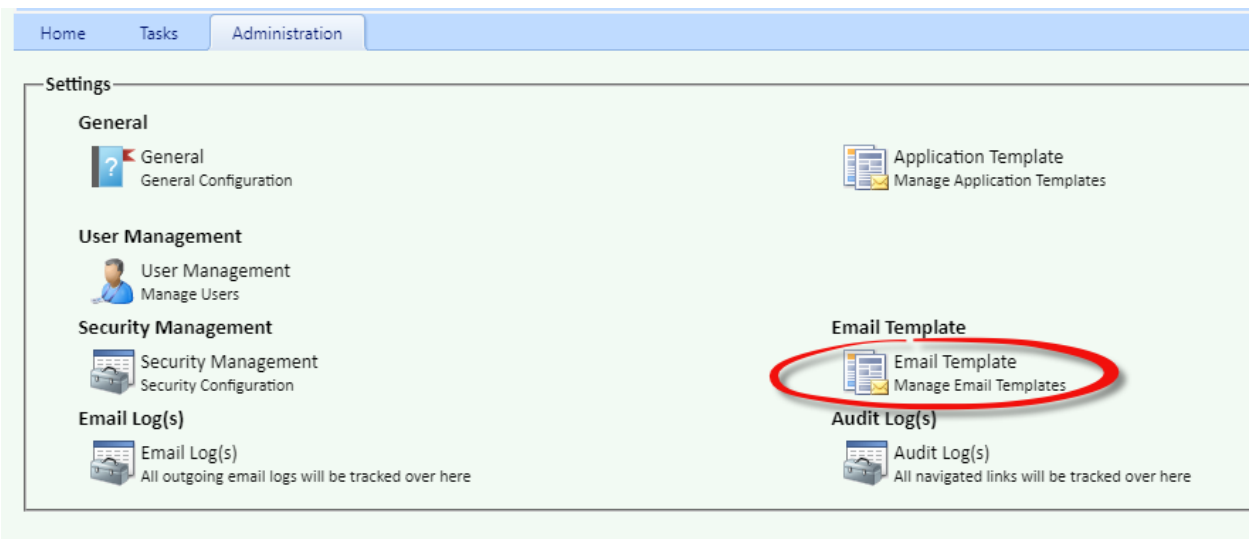 Home Tasks Administration
Settings
General
General
General Configuration
Application Template
Manage Application Templates
User Management
User Management
Manage Users
Security Management
Security Management
Security Configuration
Email Template
Email Template
Manage Email Templates
Email Log(s)
Email Log(s)
All outgoing email logs will be tracked over here
Audit Log(s)
Audit Log(s)
All navigated links will be tracked over here